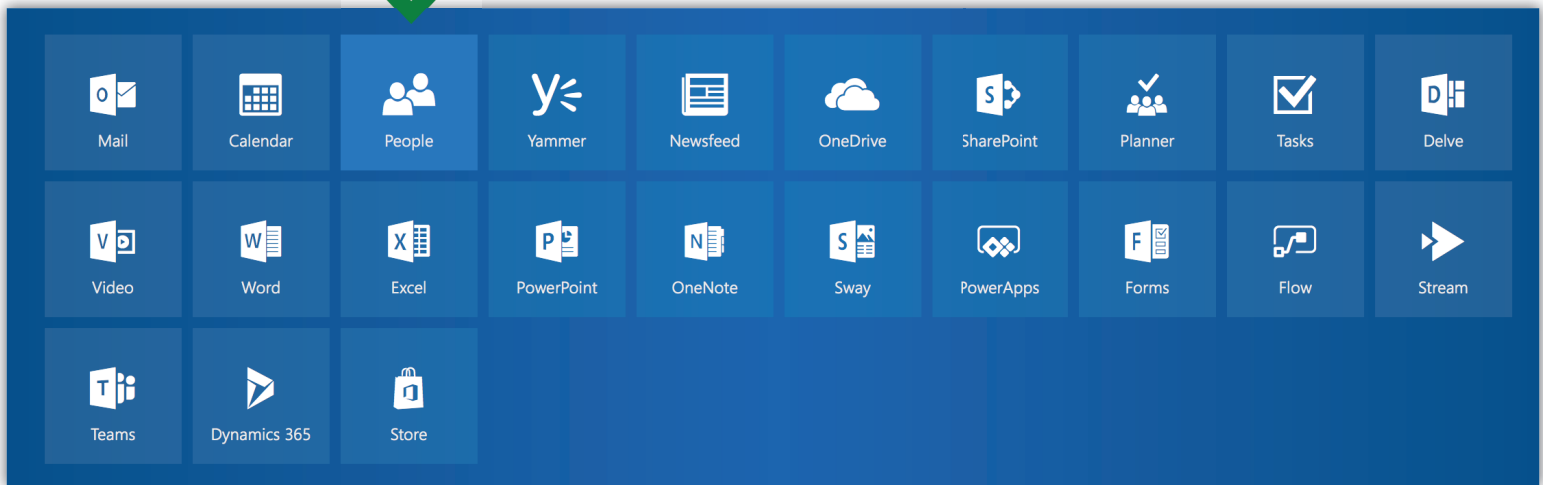 Mail Calendar People Yammer Newsfeed OneDrive SharePoint Planner Tasks Delve
Video Word Excel PowerPoint OneNote Sway PowerApps Forms Flow Stream
Teams Dynamics 365 Store